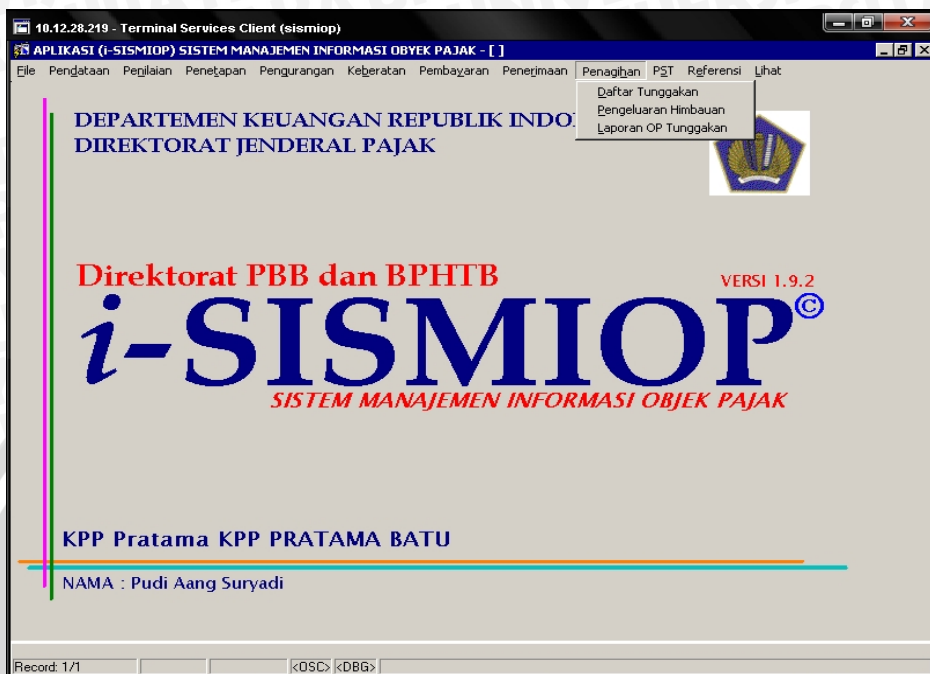 10.12.28.219 - Terminal Services Client (sismiop)
APLIKASI (i-SISMIOP) SISTEM MANAJEMEN INFORMASI OBYEK PAJAK - [ ]
File Pendataan Penilaian Penetapan Pengurangan Keberatan Pembayaran Penerimaan Penagihan PST Referensi Lihat
Daftar Tunggakan
Pengeluaran Himbauan
Laporan OP Tunggakan
DEPARTEMEN KEUANGAN REPUBLIK INDO
DIREKTORAT JENDERAL PAJAK
Direktorat PBB dan BPHTB
VERSI 1.9.2
i-SISMIOP©
SISTEM MANAJEMEN INFORMASI OBJEK PAJAK
KPP Pratama KPP PRATAMA BATU
NAMA : Pudi Aang Suryadi
Record: 1/1 <OSC> <DBG>